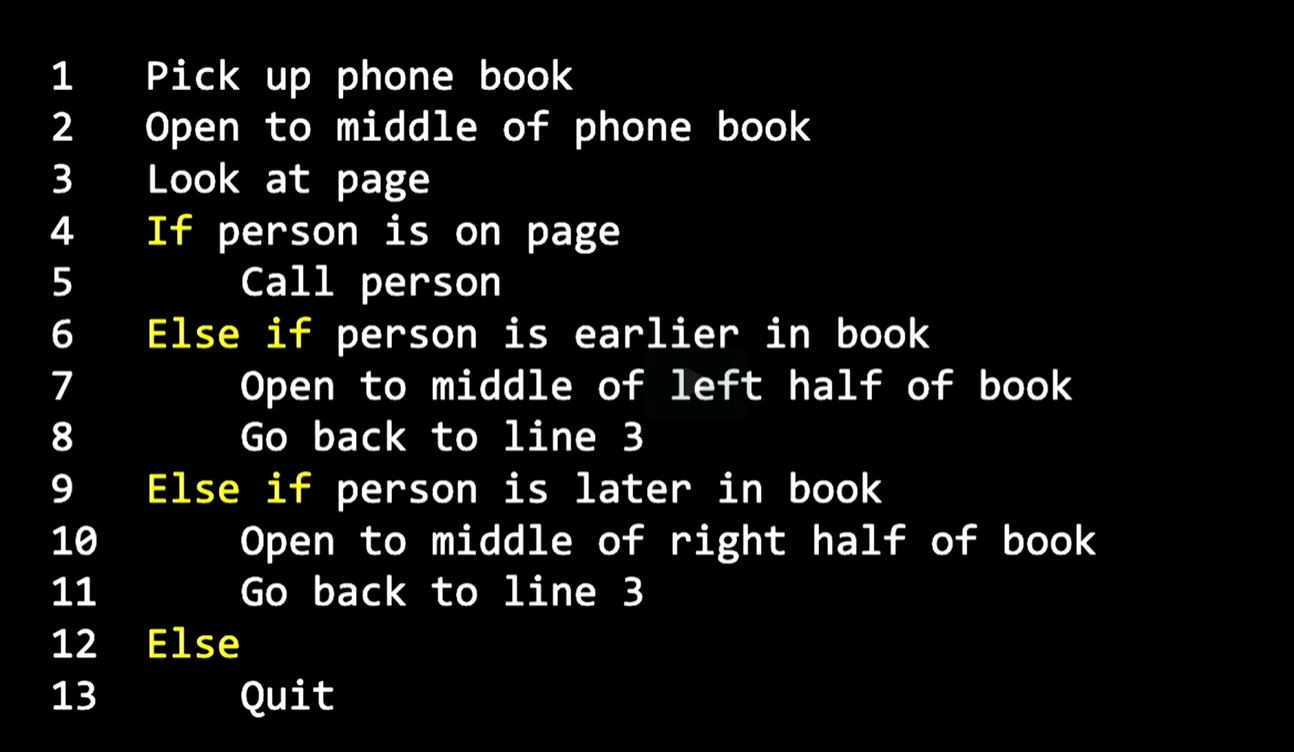 1 Pick up phone book
2 Open to middle of phone book
3 Look at page
4 If person is on page
5 Call person
6 Else if person is earlier in book
7 Open to middle of left half of book
8 Go back to line 3
9 Else if person is later in book
10 Open to middle of right half of book
11 Go back to line 3
12 Else
13 Quit